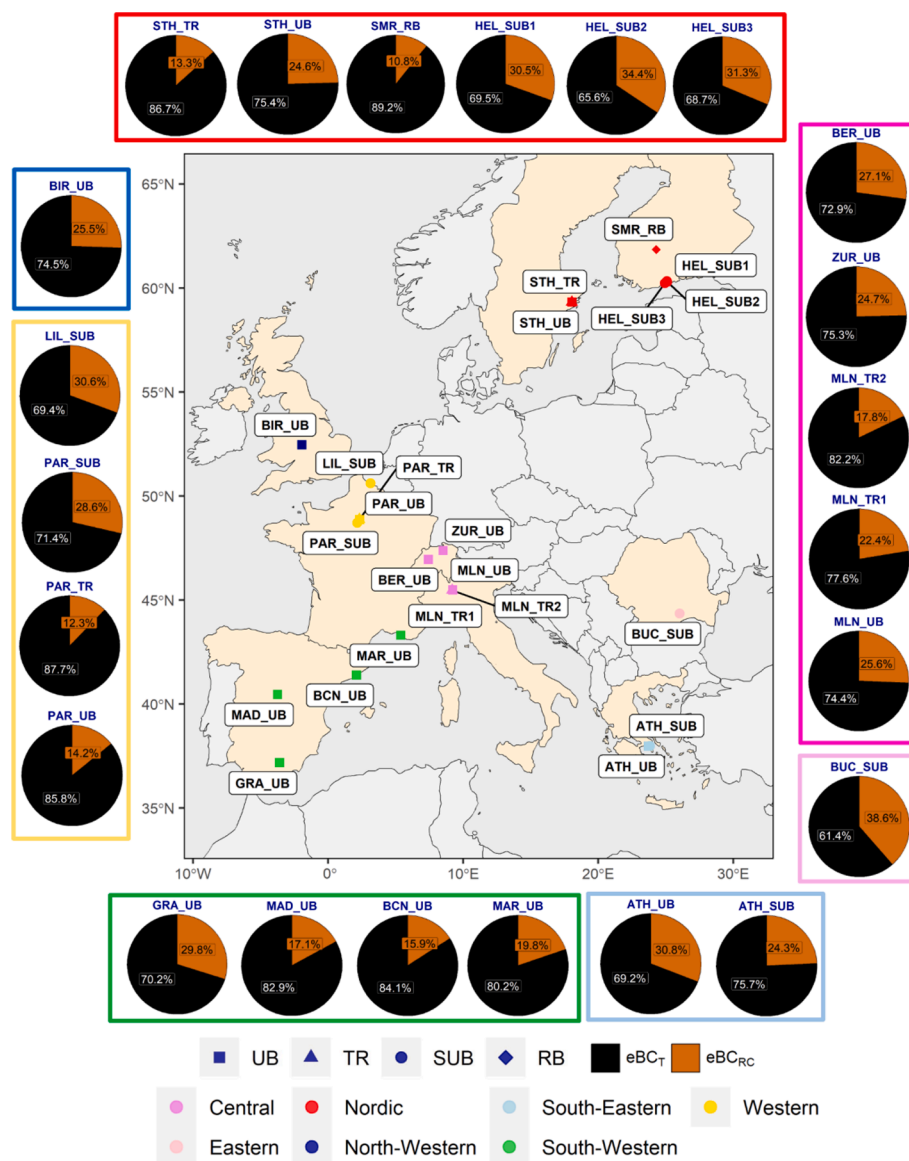 STH_TR
STH_UB
SMR_RB
HEL_SUB1
HEL_SUB2
HEL_SUB3
13.3%
86.7%
24.6%
75.4%
10.8%
89.2%
30.5%
69.5%
34.4%
65.6%
31.3%
68.7%
BIR_UB
25.5%
74.5%
LIL_SUB
30.6%
69.4%
PAR_SUB
28.6%
71.4%
PAR_TR
12.3%
87.7%
PAR_UB
14.2%
85.8%
65°N
60°N
55°N
50°N
45°N
40°N
35°N
SMR_RB
HEL_SUB1
STH_TR
HEL_SUB2
STH_UB
HEL_SUB3
BIR_UB
LIL_SUB
PAR_TR
PAR_UB
PAR_SUB
ZUR_UB
BER_UB
MLN_UB
MLN_TR1
MLN_TR2
BUC_SUB
MAR_UB
BCN_UB
MAD_UB
ATH_SUB
ATH_UB
GRA_UB
10°W
0°
10°E
20°E
30°E
BER_UB
27.1%
72.9%
ZUR_UB
24.7%
75.3%
MLN_TR2
17.8%
82.2%
MLN_TR1
22.4%
77.6%
MLN_UB
25.6%
74.4%
BUC_SUB
38.6%
61.4%
GRA_UB
MAD_UB
BCN_UB
MAR_UB
29.8%
70.2%
17.1%
82.9%
15.9%
84.1%
19.8%
80.2%
ATH_UB
ATH_SUB
30.8%
69.2%
24.3%
75.7%
UB TR SUB RB eBCT eBCRC
Central Nordic South-Eastern Western
Eastern North-Western South-Western